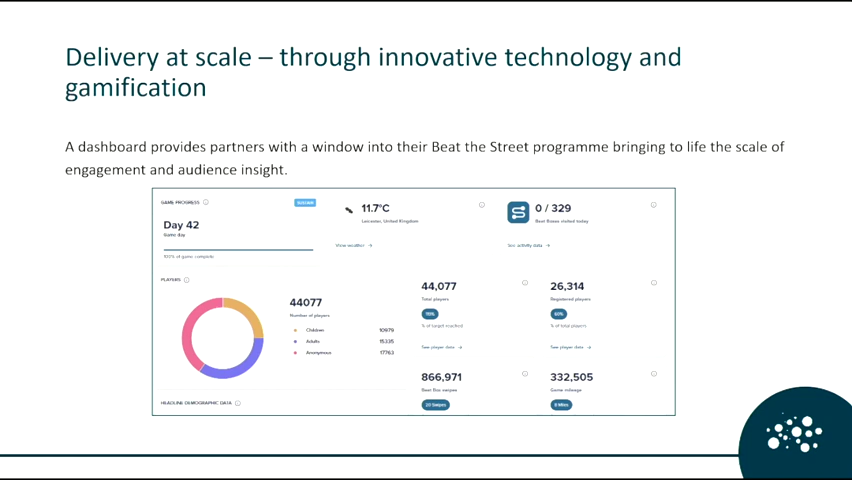 Delivery at scale – through innovative technology and
gamification
A dashboard provides partners with a window into their Beat the Street programme bringing to life the scale of
engagement and audience insight.
GAME PROGRESS
Day 42
Game day
100% of game complete
11.7°C
Leicester, United Kingdom
View weather →
0 / 329
Beat Boxes visited today
See activity data →
PLAYERS
44077
Number of players
Children 10979
Adults 15335
Anonymous 17763
44,077
Total players
% of target reached
See player data →
26,314
Registered players
60%
% of total players
See player data →
866,971
Beat Box swipes
20 Swipes
332,505
Game mileage
8 Miles
HEADLINE DEMOGRAPHIC DATA